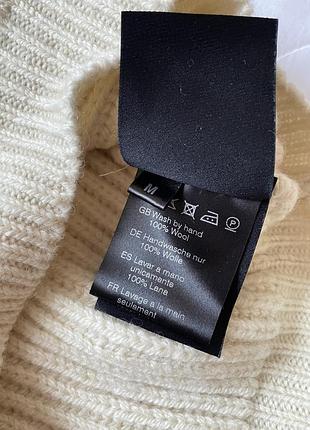 M
GB Wash by hand
100% Wool
DE Handwäsche nur
100% Wolle
ES Lavar a mano
unicamente
100% Lana
FR Lavage a la main
seulement